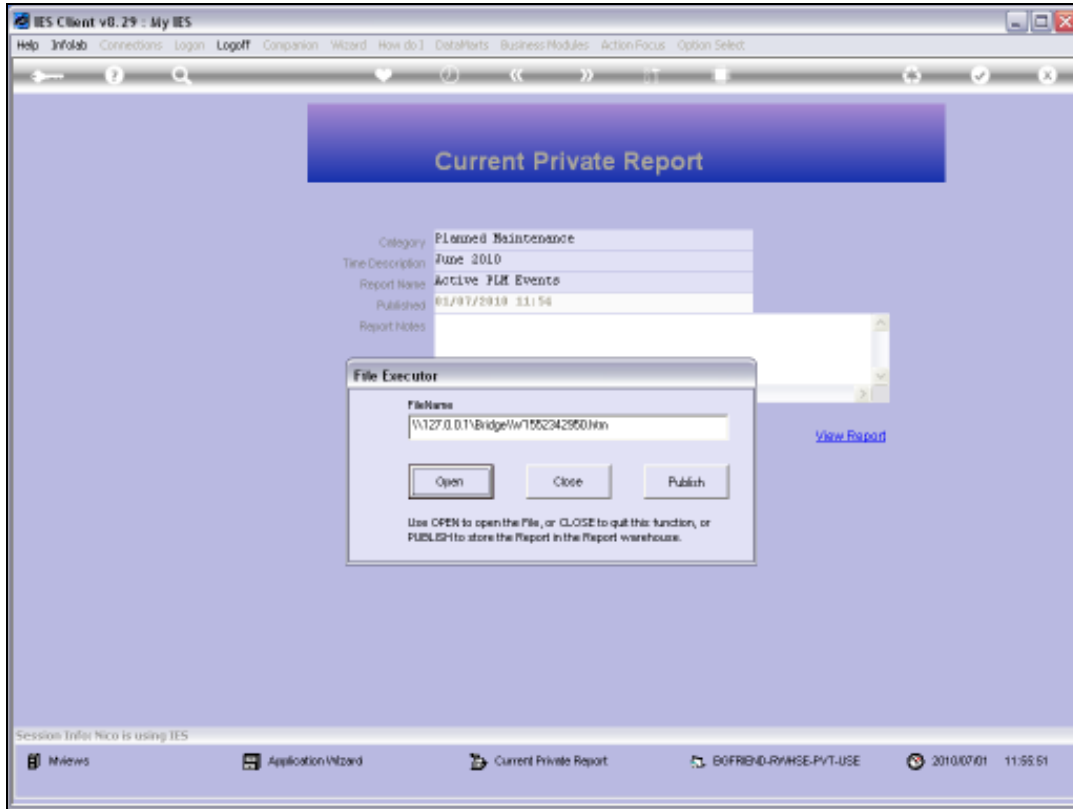 IES Client v8.29 : My IES
Help Infolab Connections Logon Logoff Companion Wizard How do I DataMarts Business Modules Action Focus Option Select
Current Private Report
Category Planned Maintenance
Time Description June 2010
Report Name Active PLM Events
Published 01/07/2010 11:54
Report Notes
File Executor
FileName
\\127.0.0.1\Bridge\W1552342950.htm
View Report
Open Close Publish
Use OPEN to open the File, or CLOSE to quit this function, or
PUBLISH to store the Report in the Report warehouse.
Session Info: Nico is using IES
Mviews Application Wizard Current Private Report BGFRIEND-RWHSE-PVT-USE 2010/07/01 11:55:51